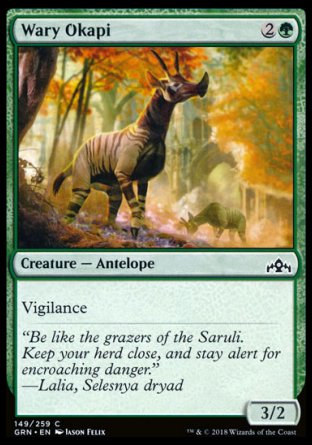 Wary Okapi 2
Creature — Antelope
Vigilance
“Be like the grazers of the Saruli.
Keep your herd close, and stay alert for
encroaching danger.”
—Lalia, Selesnya dryad
3/2
149/259 C
GRN • EN Jason Felix
™ & © 2018 Wizards of the Coast